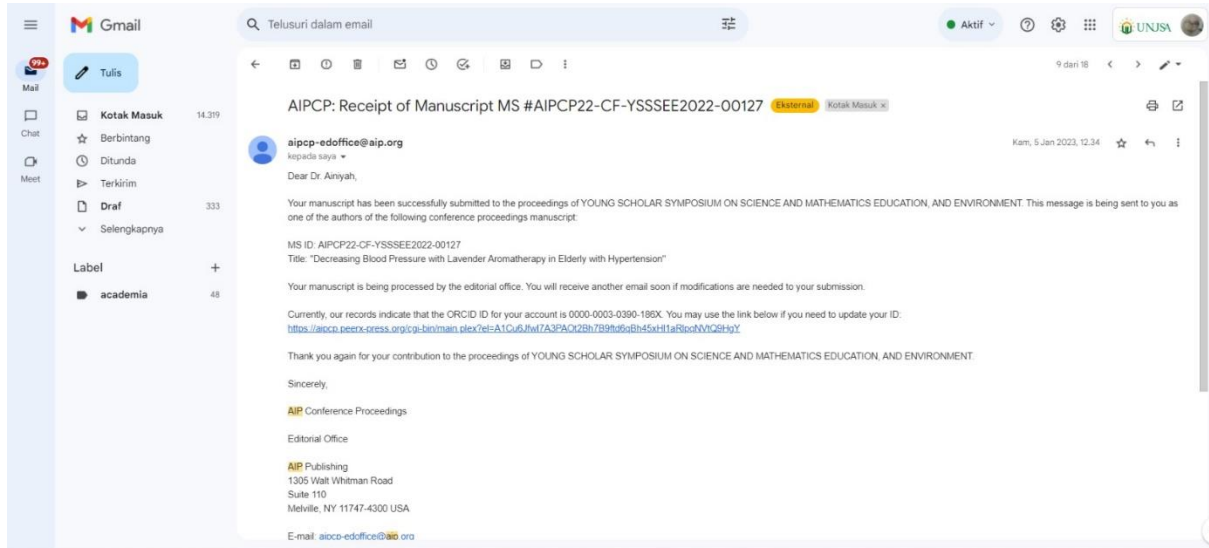 Gmail
Telusuri dalam email
Aktif
UNJSA
99+
Mail
Chat
Meet
Tulis
Kotak Masuk 14.319
Berbintang
Ditunda
Terkirim
Draf 333
Selengkapnya
Label +
academia 48
9 dari 18
AIPCP: Receipt of Manuscript MS #AIPCP22-CF-YSSSEE2022-00127 Eksternal Kotak Masuk ×
aipcp-edoffice@aip.org Kam, 5 Jan 2023, 12.34
kepada saya
Dear Dr. Ainiyah,
Your manuscript has been successfully submitted to the proceedings of YOUNG SCHOLAR SYMPOSIUM ON SCIENCE AND MATHEMATICS EDUCATION, AND ENVIRONMENT. This message is being sent to you as
one of the authors of the following conference proceedings manuscript:
MS ID: AIPCP22-CF-YSSSEE2022-00127
Title: "Decreasing Blood Pressure with Lavender Aromatherapy in Elderly with Hypertension"
Your manuscript is being processed by the editorial office. You will receive another email soon if modifications are needed to your submission.
Currently, our records indicate that the ORCID ID for your account is 0000-0003-0390-186X. You may use the link below if you need to update your ID:
Thank you again for your contribution to the proceedings of YOUNG SCHOLAR SYMPOSIUM ON SCIENCE AND MATHEMATICS EDUCATION, AND ENVIRONMENT.
Sincerely,
AIP Conference Proceedings
Editorial Office
AIP Publishing
1305 Walt Whitman Road
Suite 110
Melville, NY 11747-4300 USA
E-mail: aipcp-edoffice@aip.org